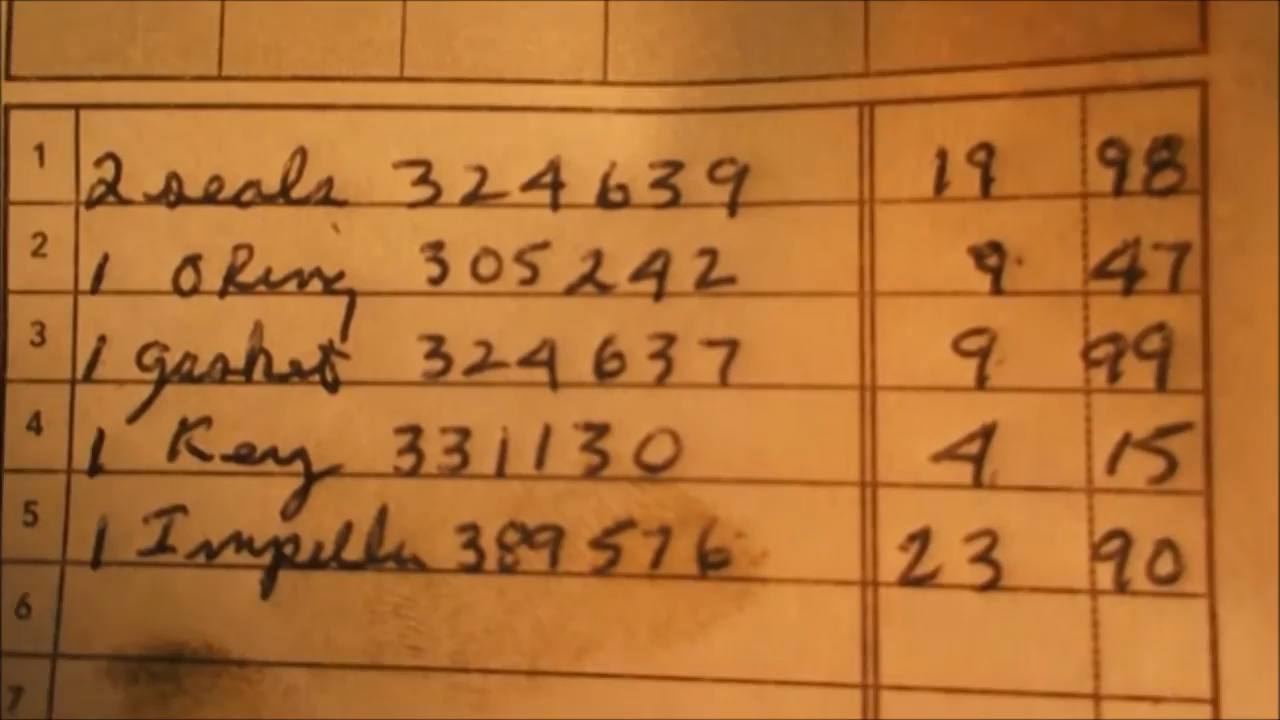 1 2 seals 324639 19 98
2 1 O Ring 305242 9 47
3 1 gasket 324637 9 99
4 1 Key 331130 4 15
5 1 Impeller 389576 23 90
6
7